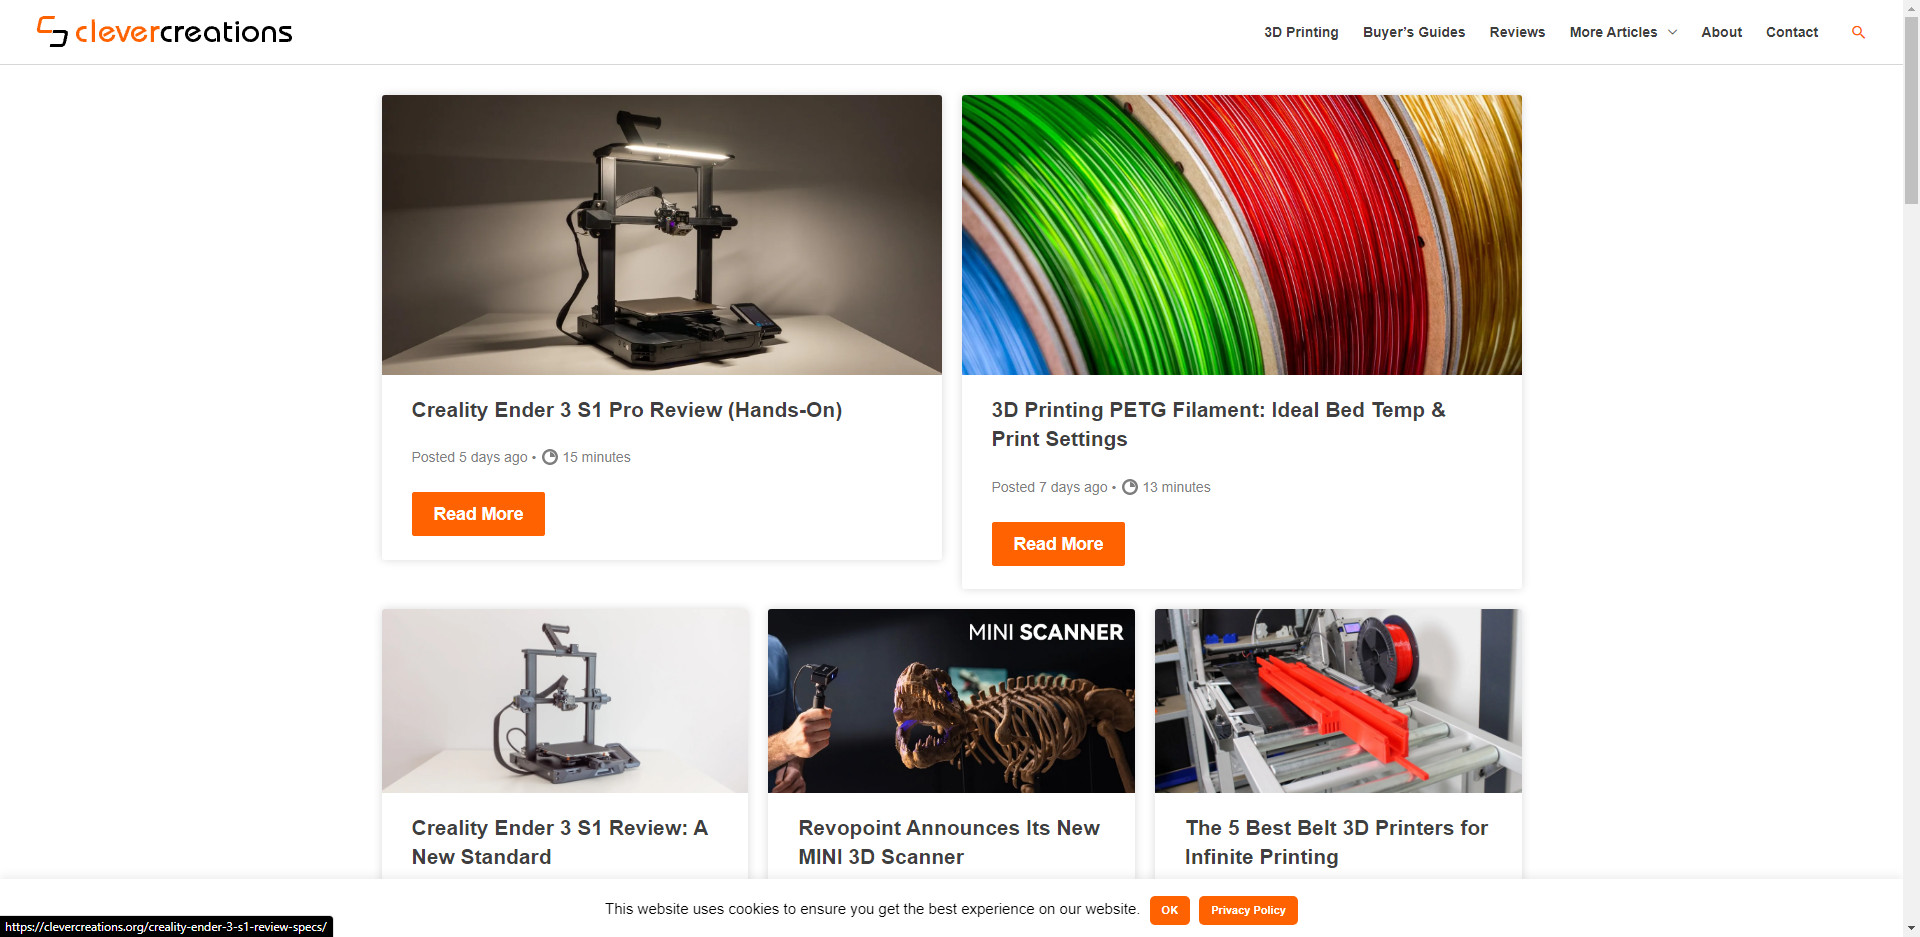 clevercreations
3D Printing
Buyer’s Guides
Reviews
More Articles
About
Contact
Creality Ender 3 S1 Pro Review (Hands-On)
Posted 5 days ago • 15 minutes
Read More
3D Printing PETG Filament: Ideal Bed Temp &
Print Settings
Posted 7 days ago • 13 minutes
Read More
MINI SCANNER
Creality Ender 3 S1 Review: A
New Standard
Revopoint Announces Its New
MINI 3D Scanner
The 5 Best Belt 3D Printers for
Infinite Printing
This website uses cookies to ensure you get the best experience on our website.
OK
Privacy Policy
https://clevercreations.org/creality-ender-3-s1-review-specs/